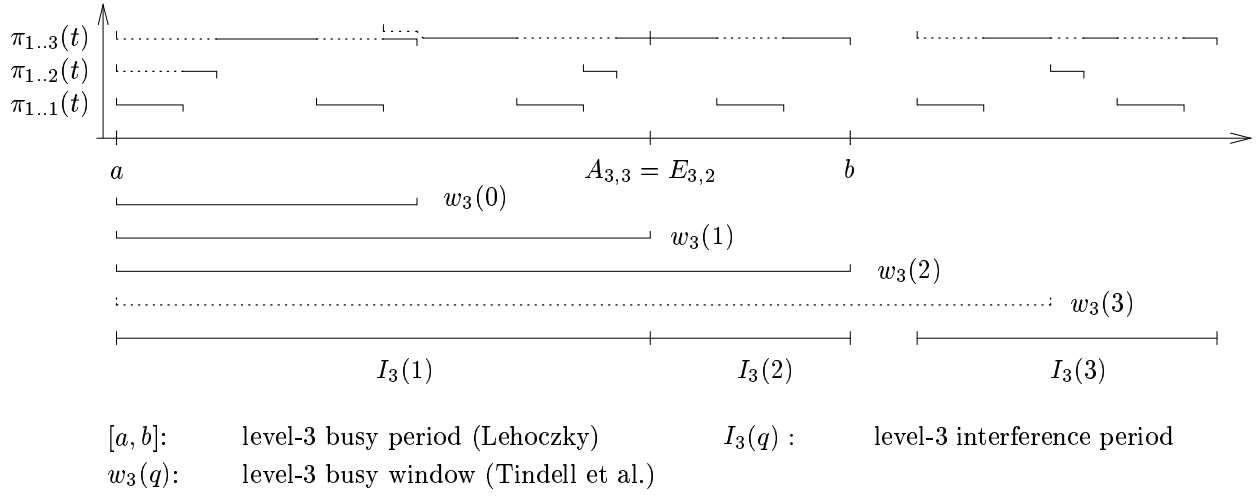 π₁..₃(t)
π₁..₂(t)
π₁..₁(t)
a
A₃,₃ = E₃,₂
b
w₃(0)
w₃(1)
w₃(2)
w₃(3)
I₃(1)
I₃(2)
I₃(3)
[a, b]: level-3 busy period (Lehoczky) I₃(q) : level-3 interference period
w₃(q): level-3 busy window (Tindell et al.)